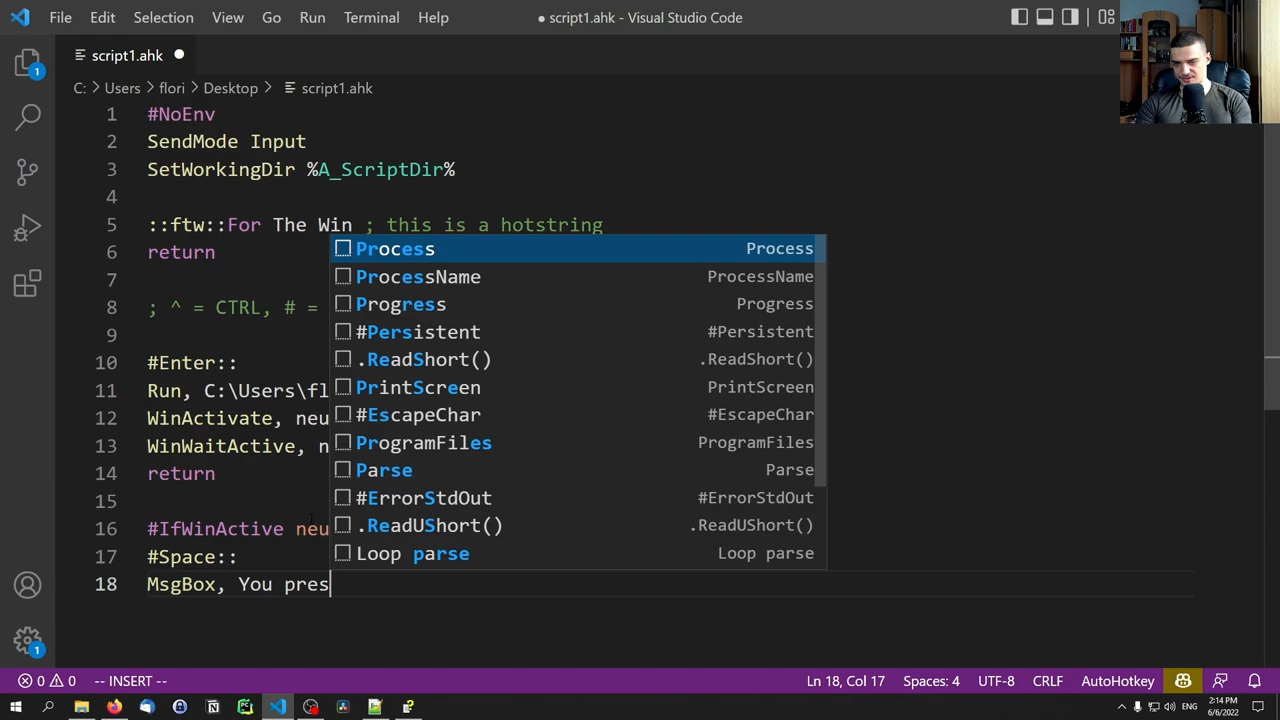 File Edit Selection View Go Run Terminal Help
● script1.ahk - Visual Studio Code
script1.ahk ●
C: > Users > flori > Desktop > script1.ahk
1 #NoEnv
2 SendMode Input
3 SetWorkingDir %A_ScriptDir%
4
5 ::ftw::For The Win ; this is a hotstring
6 return
7
8 ; ^ = CTRL, # =
9
10 #Enter::
11 Run, C:\Users\fl
12 WinActivate, neu
13 WinWaitActive, n
14 return
15
16 #IfWinActive neu
17 #Space::
18 MsgBox, You pres
Process Process
ProcessName ProcessName
Progress Progress
#Persistent #Persistent
.ReadShort() .ReadShort()
PrintScreen PrintScreen
#EscapeChar #EscapeChar
ProgramFiles ProgramFiles
Parse Parse
#ErrorStdOut #ErrorStdOut
.ReadUShort() .ReadUShort()
Loop parse Loop parse
1
1
0 0 -- INSERT -- Ln 18, Col 17 Spaces: 4 UTF-8 CRLF AutoHotkey
ENG 2:14 PM
6/6/2022